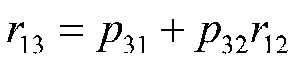 r₁₃ = p₃₁ + p₃₂r₁₂